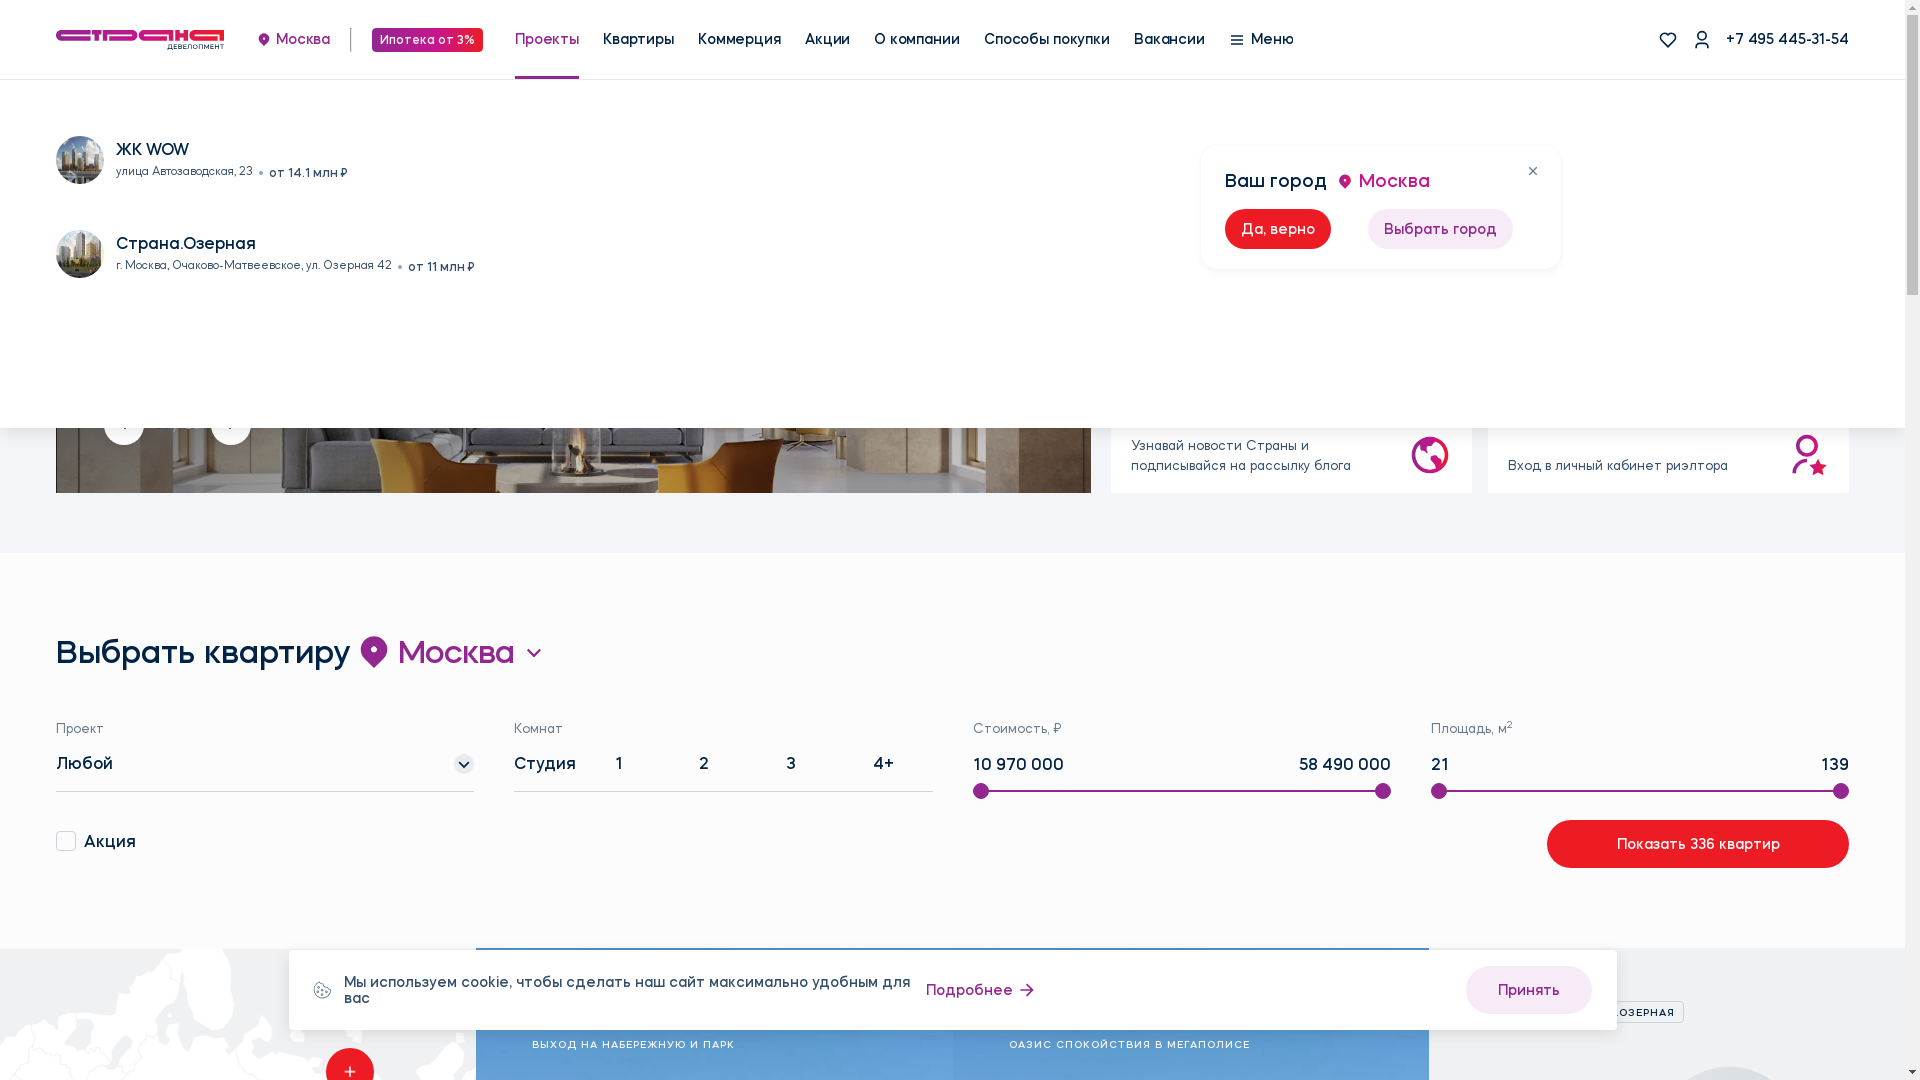 страна
ДЕВЕЛОПМЕНТ
Москва
Ипотека от 3%
Проекты
Квартиры
Коммерция
Акции
О компании
Способы покупки
Вакансии
Меню
+7 495 445-31-54
ЖК WOW
улица Автозаводская, 23 • от 14.1 млн ₽
Страна.Озерная
г. Москва, Очаково-Матвеевское, ул. Озерная 42 • от 11 млн ₽
Ваш город Москва
Да, верно
Выбрать город
Узнавай новости Страны и
подписывайся на рассылку блога
Вход в личный кабинет риэлтора
Выбрать квартиру Москва
Проект
Любой
Комнат
Студия 1 2 3 4+
Стоимость, ₽
10 970 000 58 490 000
Площадь, м2
21 139
Акция
Показать 336 квартир
Мы используем cookie, чтобы сделать наш сайт максимально удобным для
вас
Подробнее
Принять
ОЗЕРНАЯ
ВЫХОД НА НАБЕРЕЖНУЮ И ПАРК
ОАЗИС СПОКОЙСТВИЯ В МЕГАПОЛИСЕ